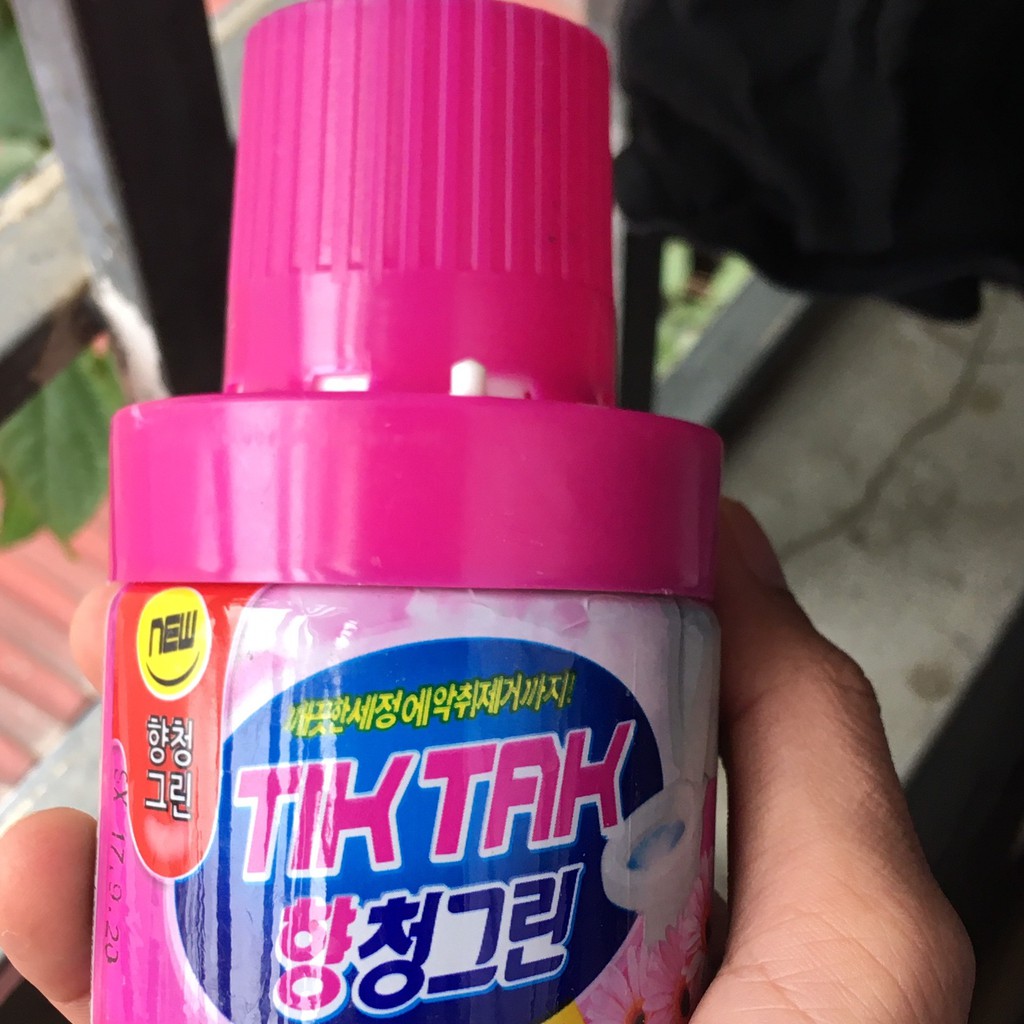 NEW
향청
그린
깨끗한 세정에 악취제거까지!
TIK TAK
향청그린
SX 17.9.20